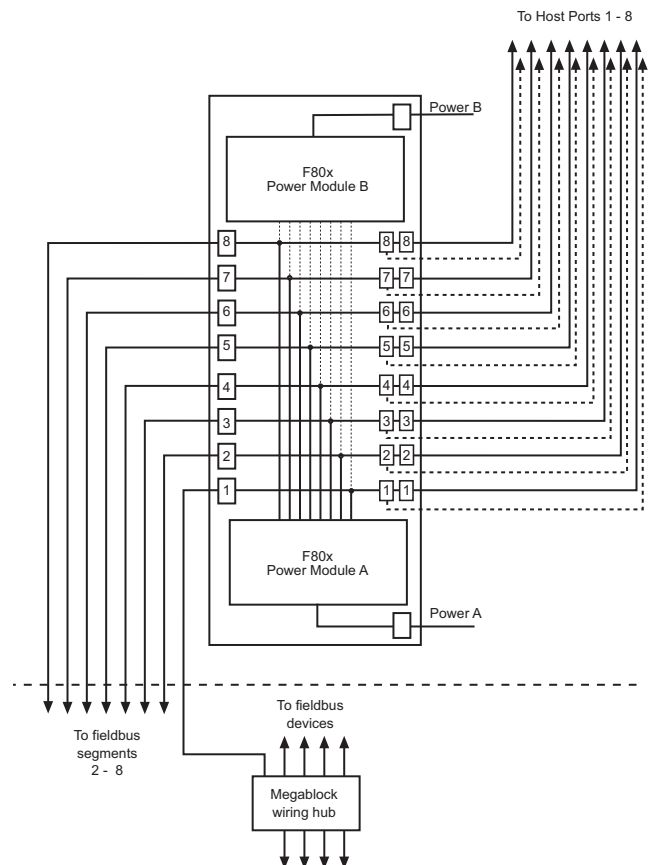 To Host Ports 1 - 8
Power B
F80x
Power Module B
8 8 8
7 7 7
6 6 6
5 5 5
4 4 4
3 3 3
2 2 2
1 1 1
F80x
Power Module A
Power A
To fieldbus
devices
To fieldbus
segments
2 - 8
Megablock
wiring hub